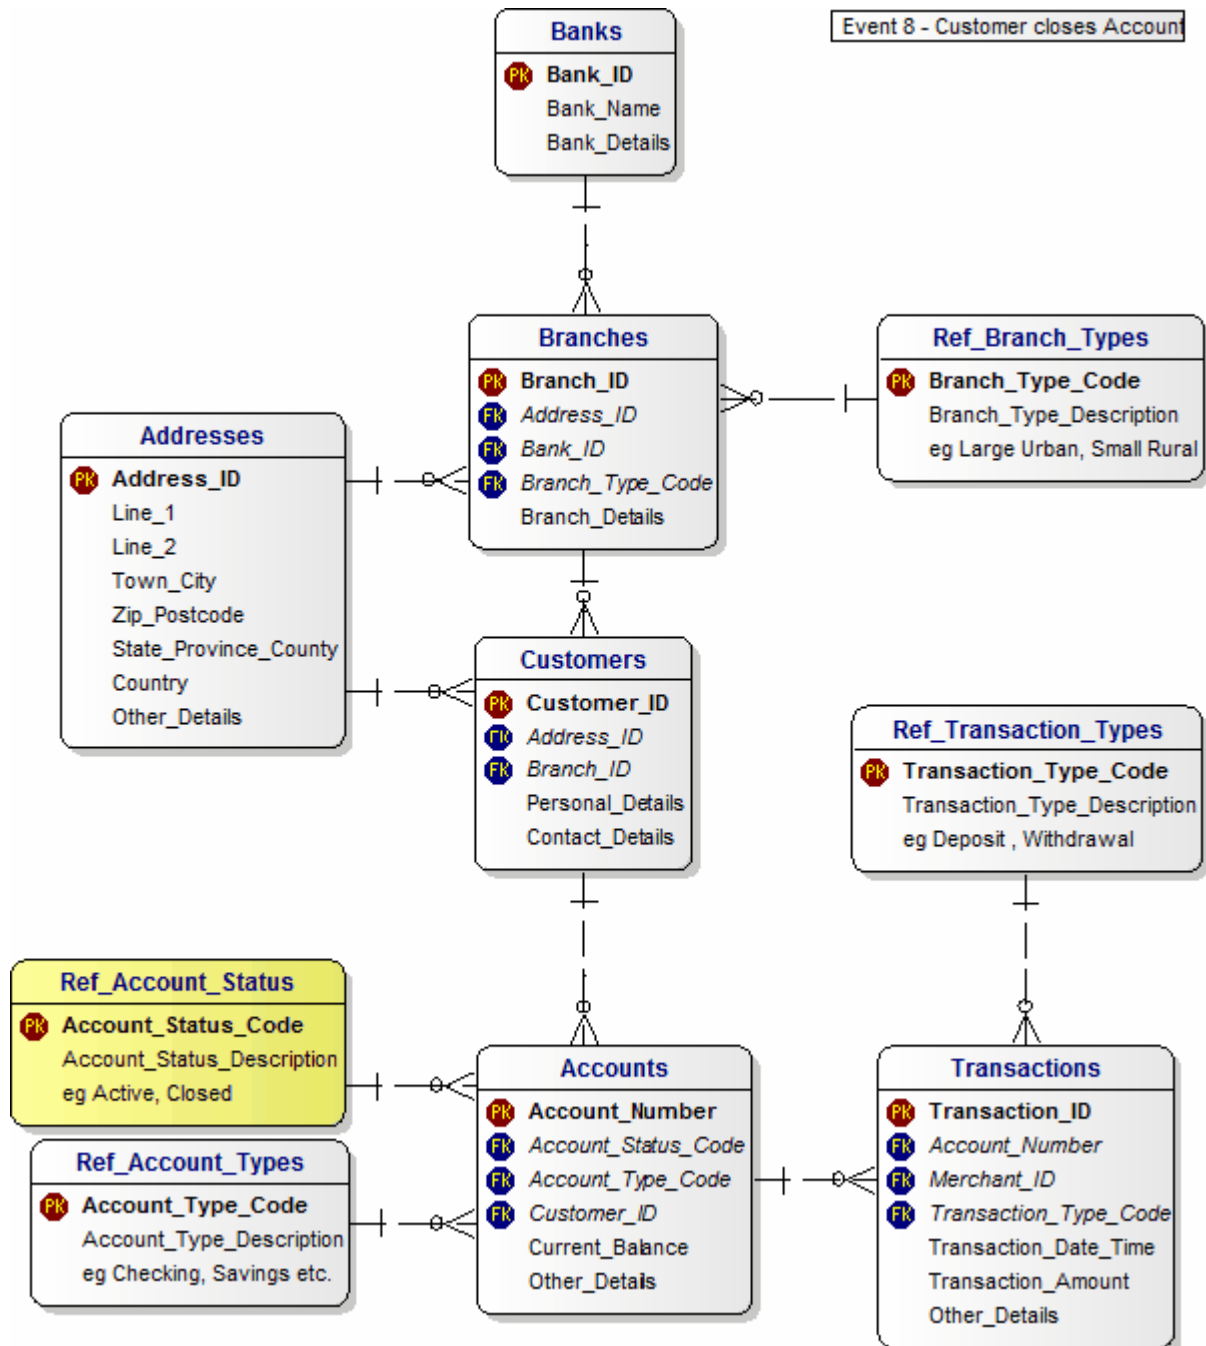 Event 8 - Customer closes Account
Banks
PK Bank_ID
Bank_Name
Bank_Details
Branches
PK Branch_ID
FK Address_ID
FK Bank_ID
FK Branch_Type_Code
Branch_Details
Ref_Branch_Types
PK Branch_Type_Code
Branch_Type_Description
eg Large Urban, Small Rural
Addresses
PK Address_ID
Line_1
Line_2
Town_City
Zip_Postcode
State_Province_County
Country
Other_Details
Customers
PK Customer_ID
FK Address_ID
FK Branch_ID
Personal_Details
Contact_Details
Ref_Transaction_Types
PK Transaction_Type_Code
Transaction_Type_Description
eg Deposit , Withdrawal
Ref_Account_Status
PK Account_Status_Code
Account_Status_Description
eg Active, Closed
Ref_Account_Types
PK Account_Type_Code
Account_Type_Description
eg Checking, Savings etc.
Accounts
PK Account_Number
FK Account_Status_Code
FK Account_Type_Code
FK Customer_ID
Current_Balance
Other_Details
Transactions
PK Transaction_ID
FK Account_Number
FK Merchant_ID
FK Transaction_Type_Code
Transaction_Date_Time
Transaction_Amount
Other_Details